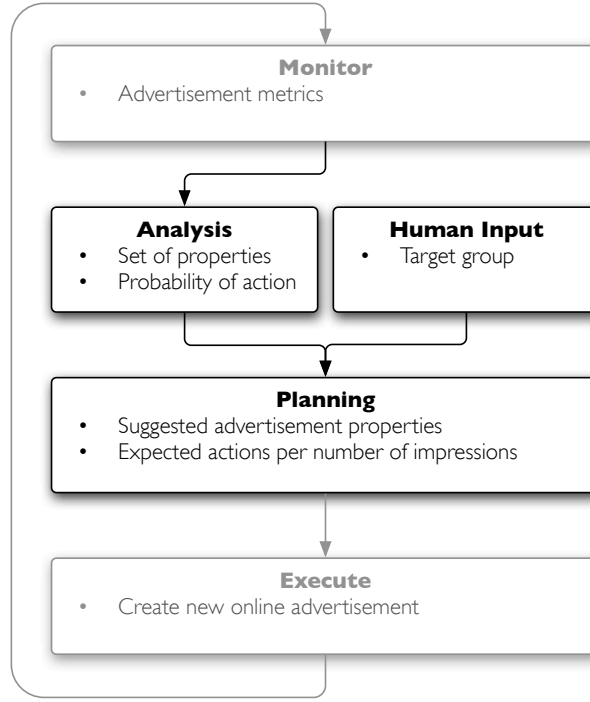 Monitor
• Advertisement metrics
Analysis
• Set of properties
• Probability of action
Human Input
• Target group
Planning
• Suggested advertisement properties
• Expected actions per number of impressions
Execute
• Create new online advertisement